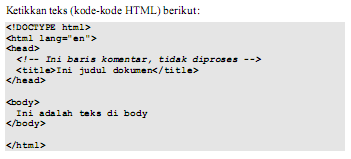 Ketikkan teks (kode-kode HTML) berikut:
<!DOCTYPE html>
<html lang="en">
<head>
  <!-- Ini baris komentar, tidak diproses -->
  <title>Ini judul dokumen</title>
</head>

<body>
  Ini adalah teks di body
</body>

</html>